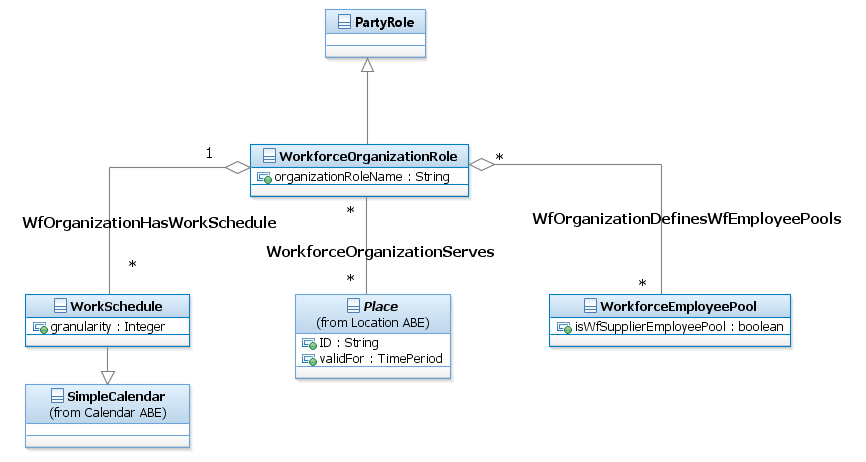 PartyRole
WorkforceOrganizationRole
organizationRoleName : String
1
*
WfOrganizationHasWorkSchedule
*
WorkforceOrganizationServes
WfOrganizationDefinesWfEmployeePools
*
*
*
WorkSchedule
granularity : Integer
Place
(from Location ABE)
ID : String
validFor : TimePeriod
WorkforceEmployeePool
isWfSupplierEmployeePool : boolean
SimpleCalendar
(from Calendar ABE)